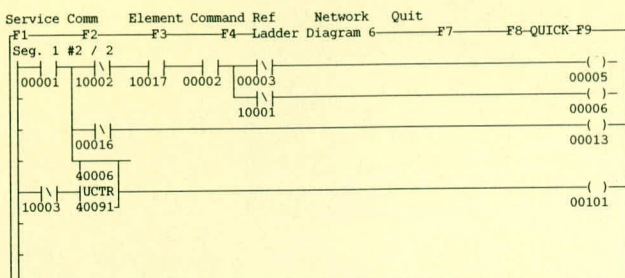 Service Comm Element Command Ref Network Quit
F1 F2 F3 F4 Ladder Diagram 6 F7 F8-QUICK-F9
Seg. 1 #2 / 2
00001 10002 10017 00002 00003 00005
10001 00006
00016 00013
40006
UCTR
10003 40091 00101